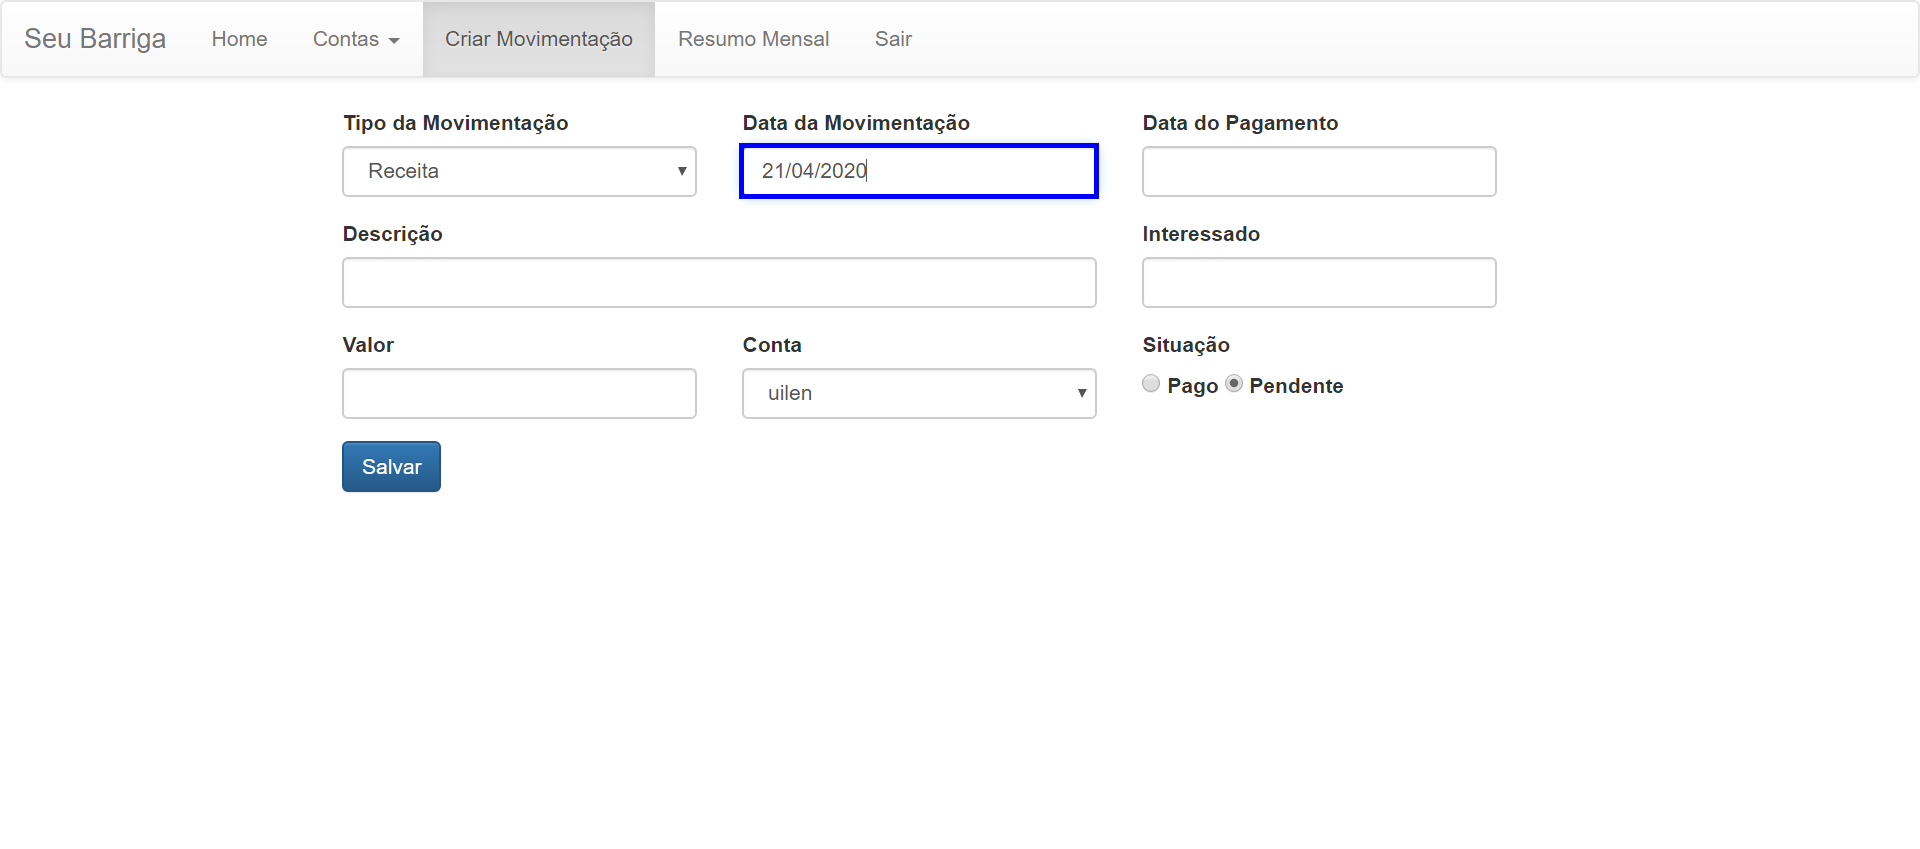 Seu Barriga Home Contas Criar Movimentação Resumo Mensal Sair
Tipo da Movimentação Data da Movimentação Data do Pagamento
Receita 21/04/2020
Descrição Interessado
Valor Conta Situação
uilen Pago Pendente
Salvar